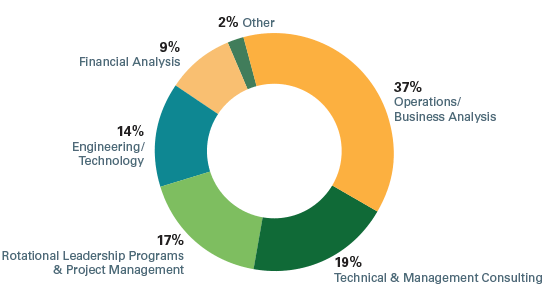 2% Other
37%
Operations/
Business Analysis
19%
Technical & Management Consulting
17%
Rotational Leadership Programs
& Project Management
14%
Engineering/
Technology
9%
Financial Analysis